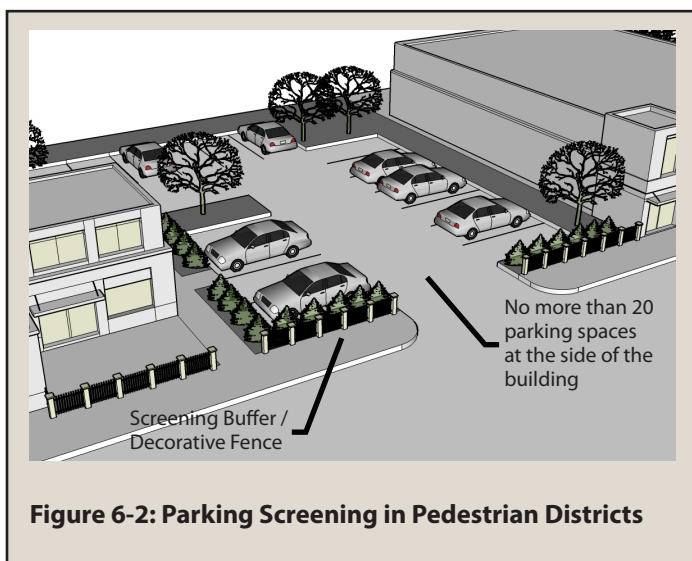 No more than 20
parking spaces
at the side of the
building
Screening Buffer /
Decorative Fence
Figure 6-2: Parking Screening in Pedestrian Districts